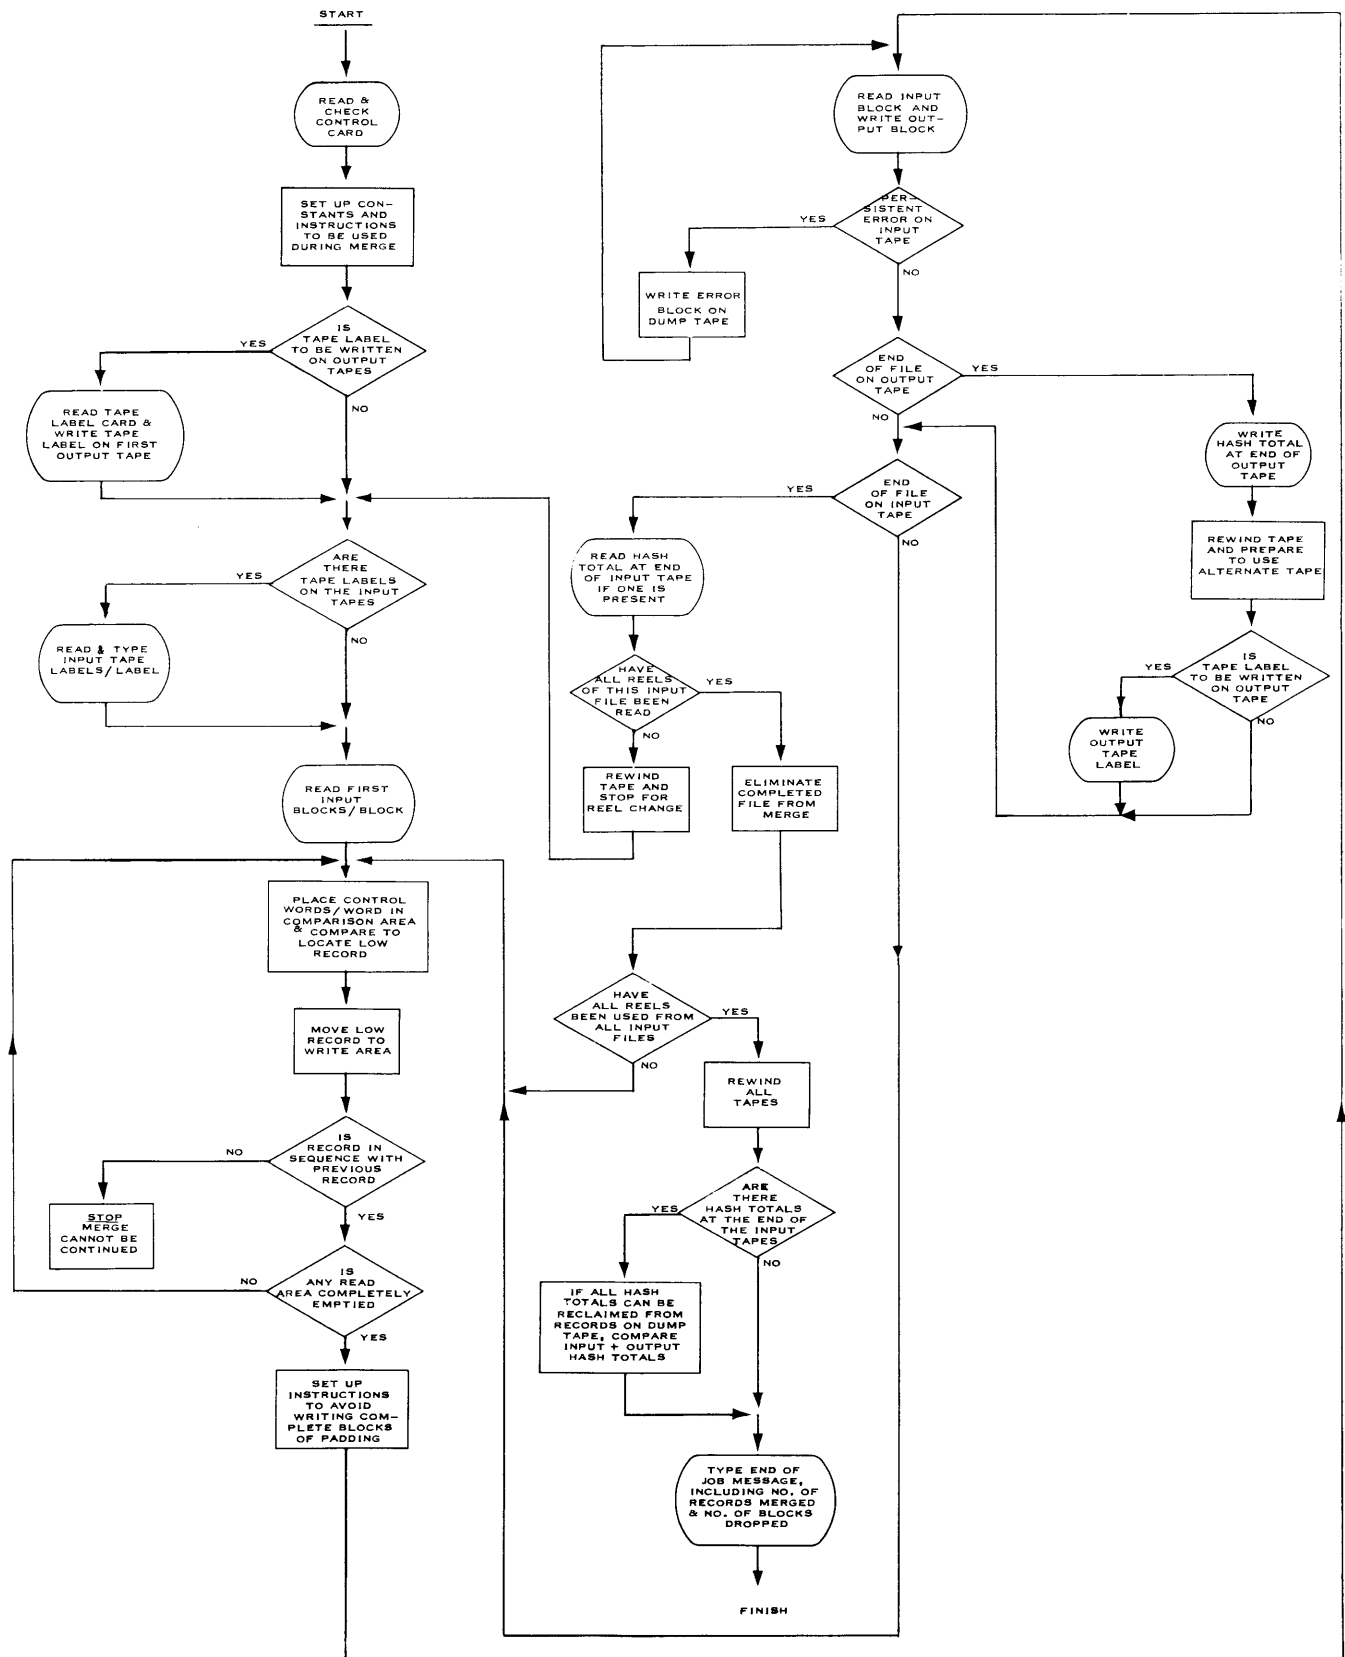 START
READ &
CHECK
CONTROL
CARD
SET UP CON-
STANTS AND
INSTRUCTIONS
TO BE USED
DURING MERGE
IS
TAPE LABEL
TO BE WRITTEN
ON OUTPUT
TAPES
YES
NO
READ TAPE
LABEL CARD &
WRITE TAPE
LABEL ON FIRST
OUTPUT TAPE
ARE
THERE
TAPE LABELS
ON THE INPUT
TAPES
YES
NO
READ & TYPE
INPUT TAPE
LABELS/LABEL
READ FIRST
INPUT
BLOCKS/BLOCK
PLACE CONTROL
WORDS/WORD IN
COMPARISON AREA
& COMPARE TO
LOCATE LOW
RECORD
MOVE LOW
RECORD TO
WRITE AREA
IS
RECORD IN
SEQUENCE WITH
PREVIOUS
RECORD
NO
YES
STOP
MERGE
CANNOT BE
CONTINUED
IS
ANY READ
AREA COMPLETELY
EMPTIED
NO
YES
SET UP
INSTRUCTIONS
TO AVOID
WRITING COM-
PLETE BLOCKS
OF PADDING
READ INPUT
BLOCK AND
WRITE OUT-
PUT BLOCK
PER-
SISTENT
ERROR ON
INPUT
TAPE
YES
NO
WRITE ERROR
BLOCK ON
DUMP TAPE
END
OF FILE
ON OUTPUT
TAPE
YES
NO
WRITE
HASH TOTAL
AT END OF
OUTPUT
TAPE
REWIND TAPE
AND PREPARE
TO USE
ALTERNATE TAPE
IS
TAPE LABEL
TO BE WRITTEN
ON OUTPUT
TAPE
YES
NO
WRITE
OUTPUT
TAPE
LABEL
END
OF FILE
ON INPUT
TAPE
YES
NO
READ HASH
TOTAL AT END
OF INPUT TAPE
IF ONE IS
PRESENT
HAVE
ALL REELS
OF THIS INPUT
FILE BEEN
READ
YES
NO
REWIND
TAPE AND
STOP FOR
REEL CHANGE
ELIMINATE
COMPLETED
FILE FROM
MERGE
HAVE
ALL REELS
BEEN USED FROM
ALL INPUT
FILES
YES
NO
REWIND
ALL
TAPES
ARE
THERE
HASH TOTALS
AT THE END OF
THE INPUT
TAPES
YES
NO
IF ALL HASH
TOTALS CAN BE
RECLAIMED FROM
RECORDS ON DUMP
TAPE, COMPARE
INPUT + OUTPUT
HASH TOTALS
TYPE END OF
JOB MESSAGE,
INCLUDING NO. OF
RECORDS MERGED
& NO. OF BLOCKS
DROPPED
FINISH